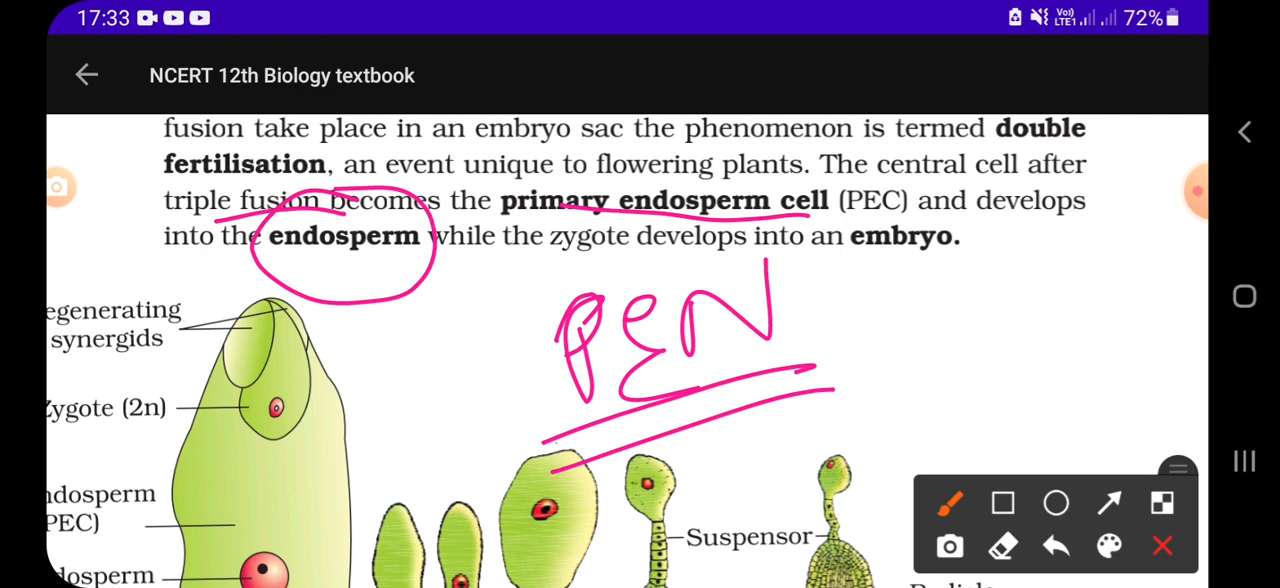 17:33
Vo)) LTE1 72%
NCERT 12th Biology textbook
fusion take place in an embryo sac the phenomenon is termed double
fertilisation, an event unique to flowering plants. The central cell after
triple fusion becomes the primary endosperm cell (PEC) and develops
into the endosperm while the zygote develops into an embryo.
PEN
egenerating
synergids
Zygote (2n)
ndosperm
PEC)
dosperm
Suspensor